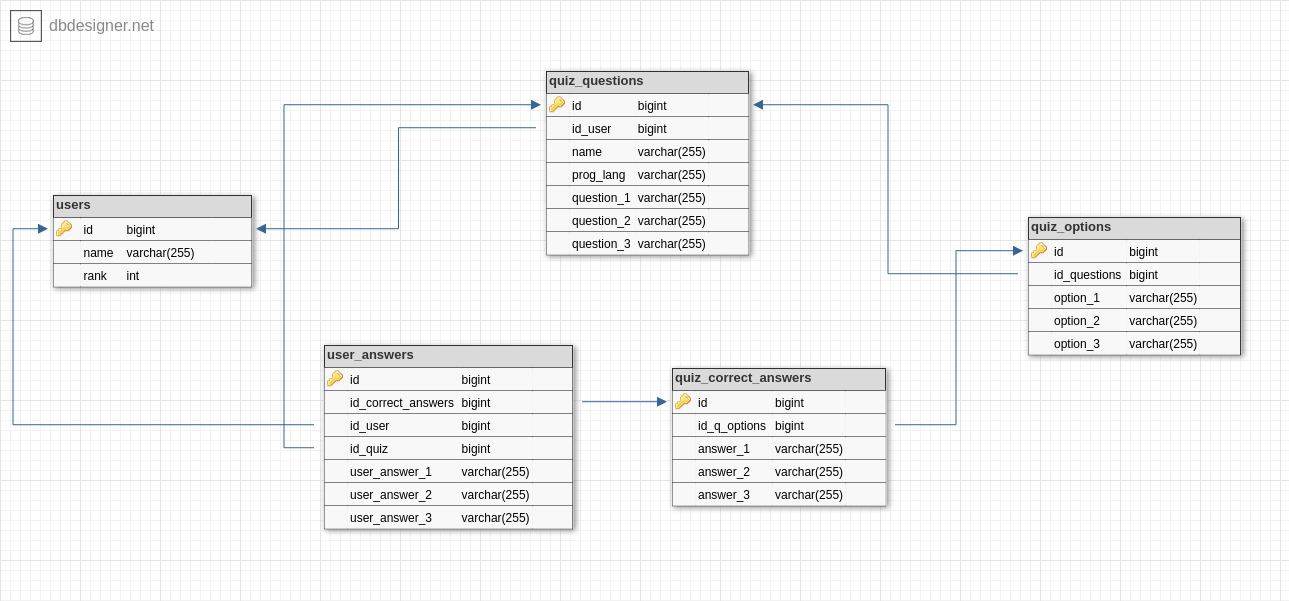 dbdesigner.net
quiz_questions
id bigint
id_user bigint
name varchar(255)
prog_lang varchar(255)
question_1 varchar(255)
question_2 varchar(255)
question_3 varchar(255)
users
id bigint
name varchar(255)
rank int
quiz_options
id bigint
id_questions bigint
option_1 varchar(255)
option_2 varchar(255)
option_3 varchar(255)
user_answers
id bigint
id_correct_answers bigint
id_user bigint
id_quiz bigint
user_answer_1 varchar(255)
user_answer_2 varchar(255)
user_answer_3 varchar(255)
quiz_correct_answers
id bigint
id_q_options bigint
answer_1 varchar(255)
answer_2 varchar(255)
answer_3 varchar(255)